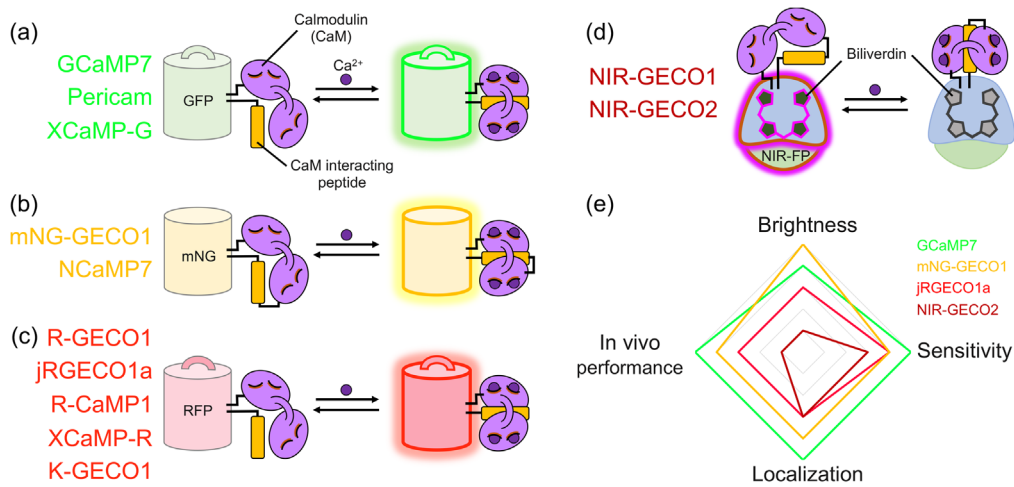 (a)
GCaMP7
Pericam
XCaMP-G
GFP
Calmodulin
(CaM)
Ca²⁺
CaM interacting
peptide
(b)
mNG-GECO1
NCaMP7
mNG
(c)
R-GECO1
jRGECO1a
R-CaMP1
XCaMP-R
K-GECO1
RFP
(d)
NIR-GECO1
NIR-GECO2
Biliverdin
NIR-FP
(e)
Brightness
GCaMP7
mNG-GECO1
jRGECO1a
NIR-GECO2
In vivo
performance
Sensitivity
Localization